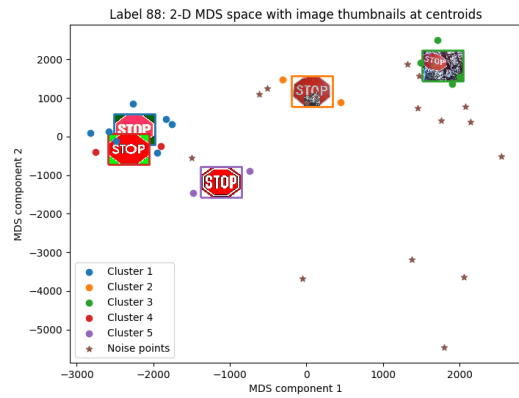 Label 88: 2-D MDS space with image thumbnails at centroids
MDS component 2
2000
1000
0
−1000
−2000
−3000
−4000
−5000
STOP
STOP
STOP
STOP
STOP
Cluster 1
Cluster 2
Cluster 3
Cluster 4
Cluster 5
Noise points
−3000 −2000 −1000 0 1000 2000
MDS component 1